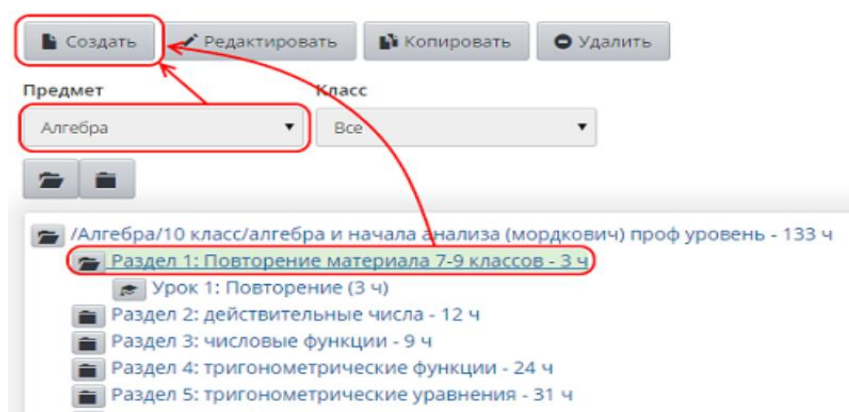 Создать Редактировать Копировать Удалить
Предмет Класс
Алгебра Все
/Алгебра/10 класс/алгебра и начала анализа (мордкович) проф уровень - 133 ч
Раздел 1: Повторение материала 7-9 классов - 3 ч
Урок 1: Повторение (3 ч)
Раздел 2: действительные числа - 12 ч
Раздел 3: числовые функции - 9 ч
Раздел 4: тригонометрические функции - 24 ч
Раздел 5: тригонометрические уравнения - 31 ч